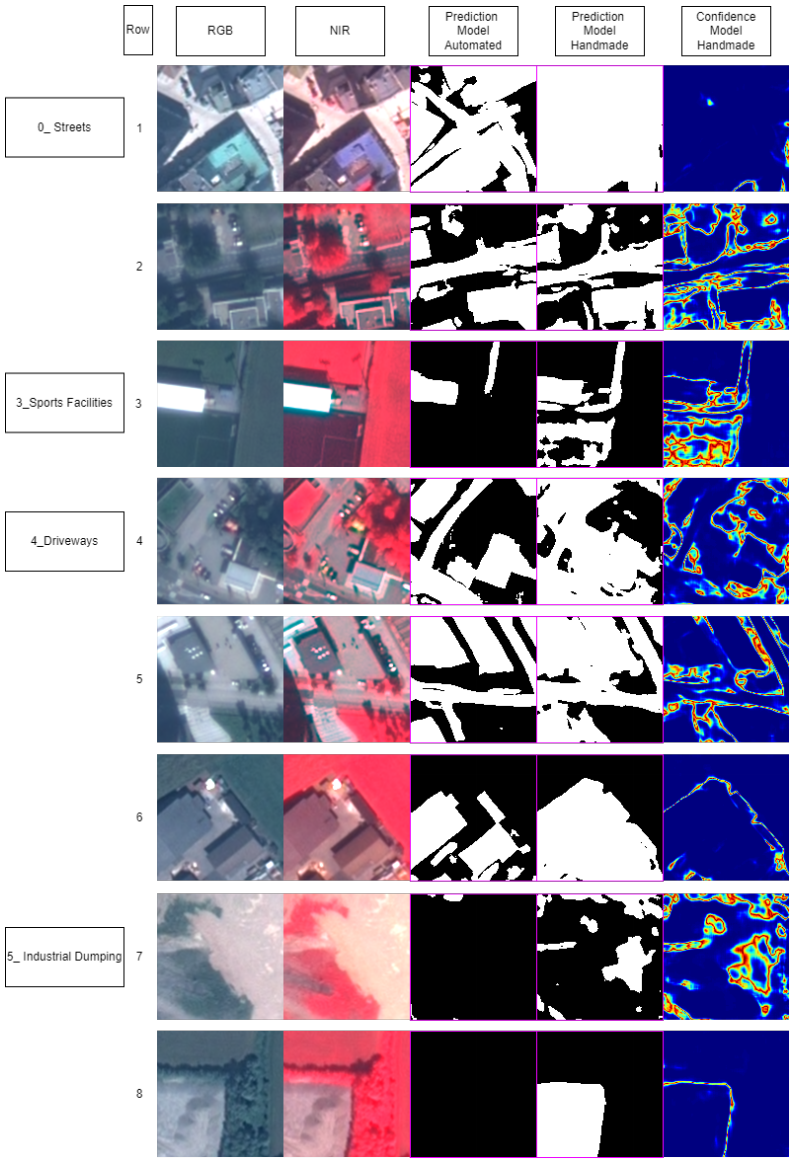 Row
RGB
NIR
Prediction
Model
Automated
Prediction
Model
Handmade
Confidence
Model
Handmade
0_ Streets
1
2
3_Sports Facilities
3
4_Driveways
4
5
6
5_ Industrial Dumping
7
8